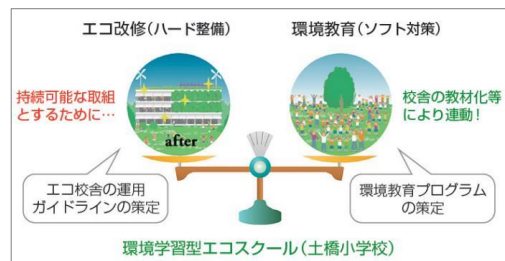 エコ改修(ハード整備)
環境教育(ソフト対策)
持続可能な取組
とするために…
校舎の教材化等
により連動!
after
エコ校舎の運用
ガイドラインの策定
環境教育プログラム
の策定
環境学習型エコスクール(土橋小学校)